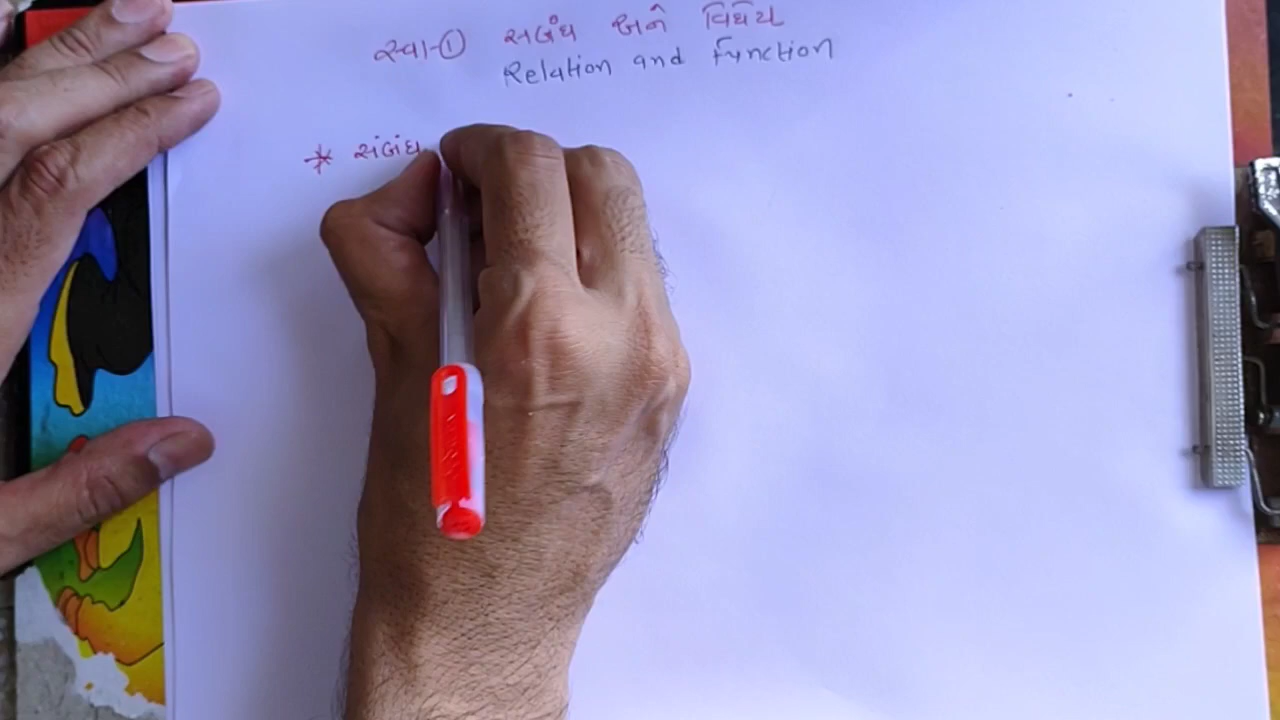 સ્વા-① સબંધ અને વિધેય
Relation and function
* સંબંધ